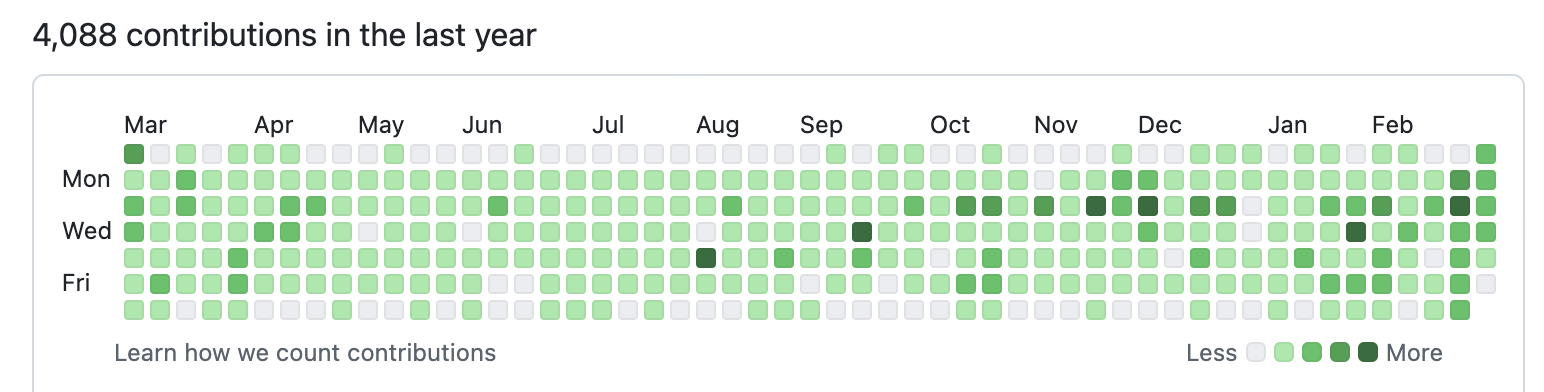 4,088 contributions in the last year
Mar Apr May Jun Jul Aug Sep Oct Nov Dec Jan Feb
Mon
Wed
Fri
Learn how we count contributions Less More